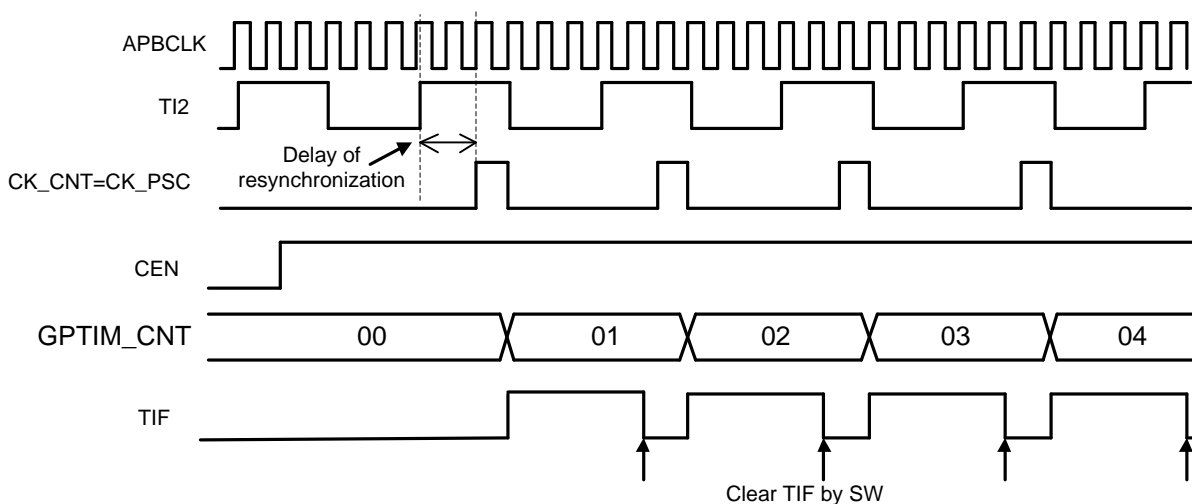 APBCLK
TI2
Delay of
resynchronization
CK_CNT=CK_PSC
CEN
GPTIM_CNT
00
01
02
03
04
TIF
Clear TIF by SW